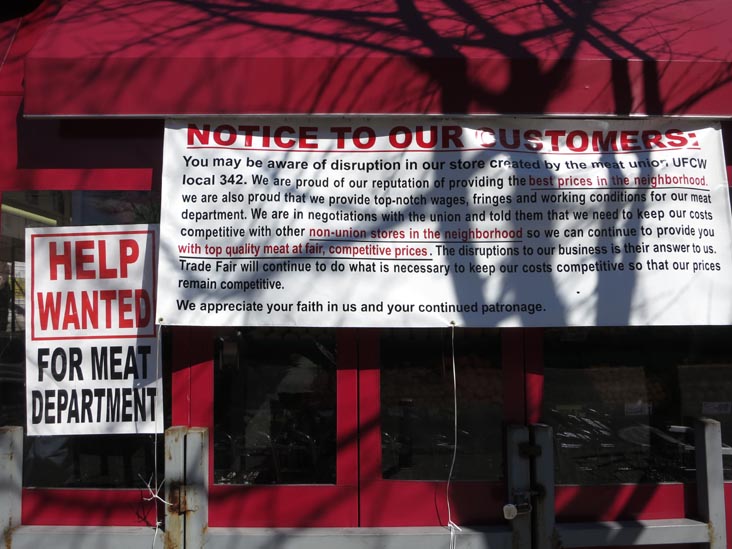 NOTICE TO OUR CUSTOMERS:
You may be aware of disruption in our store created by the meat union, UFCW
local 342. We are proud of our reputation of providing the best prices in the neighborhood.
we are also proud that we provide top-notch wages, fringes and working conditions for our meat
department. We are in negotiations with the union and told them that we need to keep our costs
competitive with other non-union stores in the neighborhood so we can continue to provide you
with top quality meat at fair, competitive prices. The disruptions to our business is their answer to us.
Trade Fair will continue to do what is necessary to keep our costs competitive so that our prices
remain competitive.
We appreciate your faith in us and your continued patronage.
HELP
WANTED
FOR MEAT
DEPARTMENT